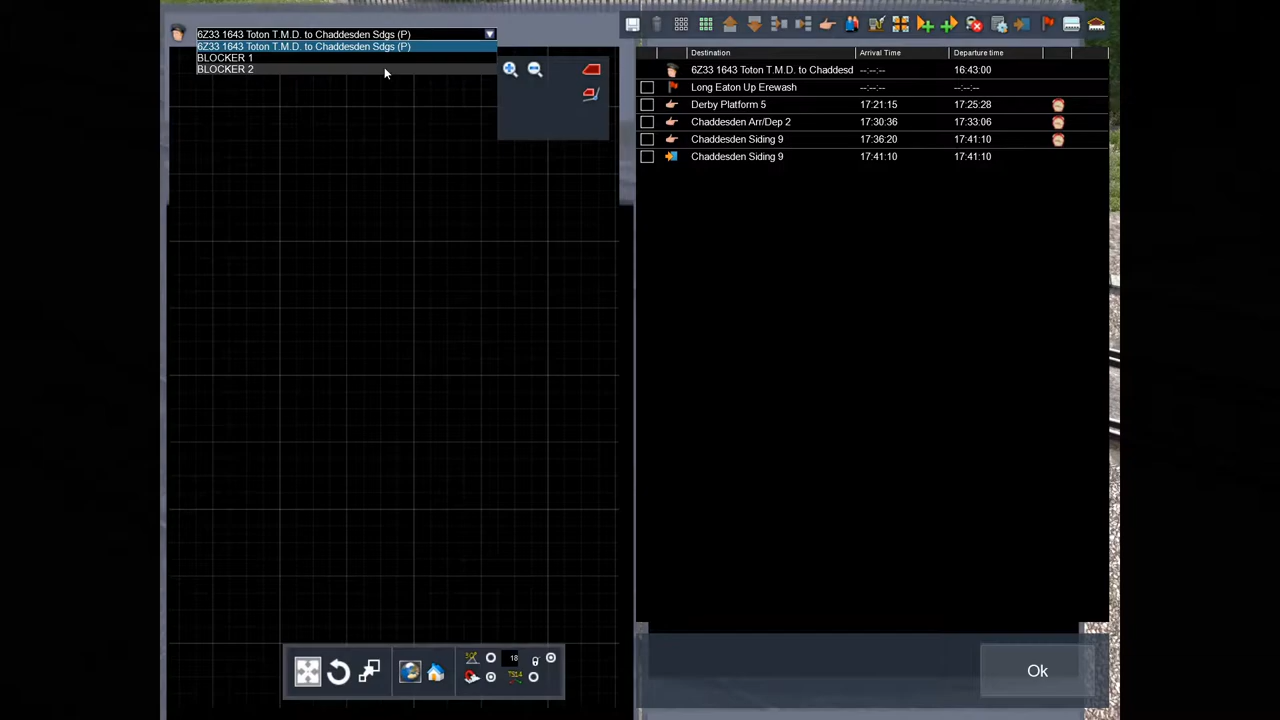 6Z33 1643 Toton T.M.D. to Chaddesden Sdgs (P)
6Z33 1643 Toton T.M.D. to Chaddesden Sdgs (P)
BLOCKER 1
BLOCKER 2
Destination Arrival Time Departure time
6Z33 1643 Toton T.M.D. to Chaddesd --:--:-- 16:43:00
Long Eaton Up Erewash --:--:-- --:--:--
Derby Platform 5 17:21:15 17:25:28
Chaddesden Arr/Dep 2 17:30:36 17:33:06
Chaddesden Siding 9 17:36:20 17:41:10
Chaddesden Siding 9 17:41:10 17:41:10
18
Ok